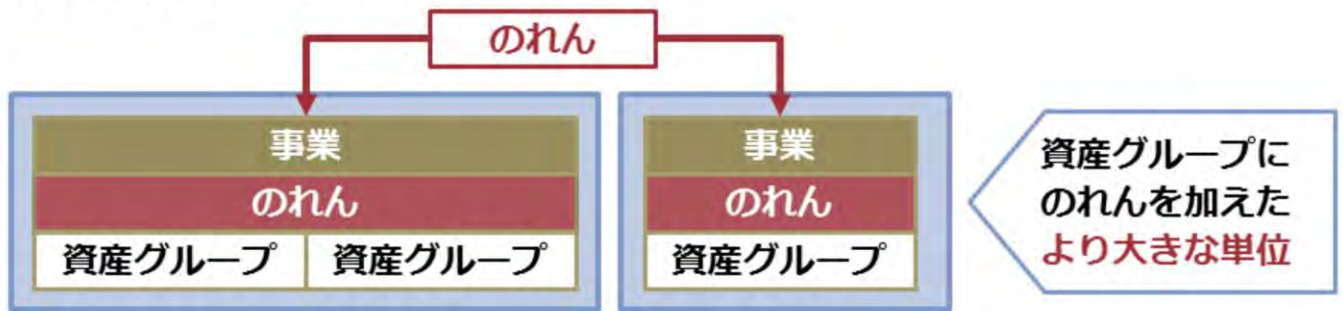 のれん
事業
のれん
資産グループ 資産グループ
事業
のれん
資産グループ
資産グループに
のれんを加えた
より大きな単位